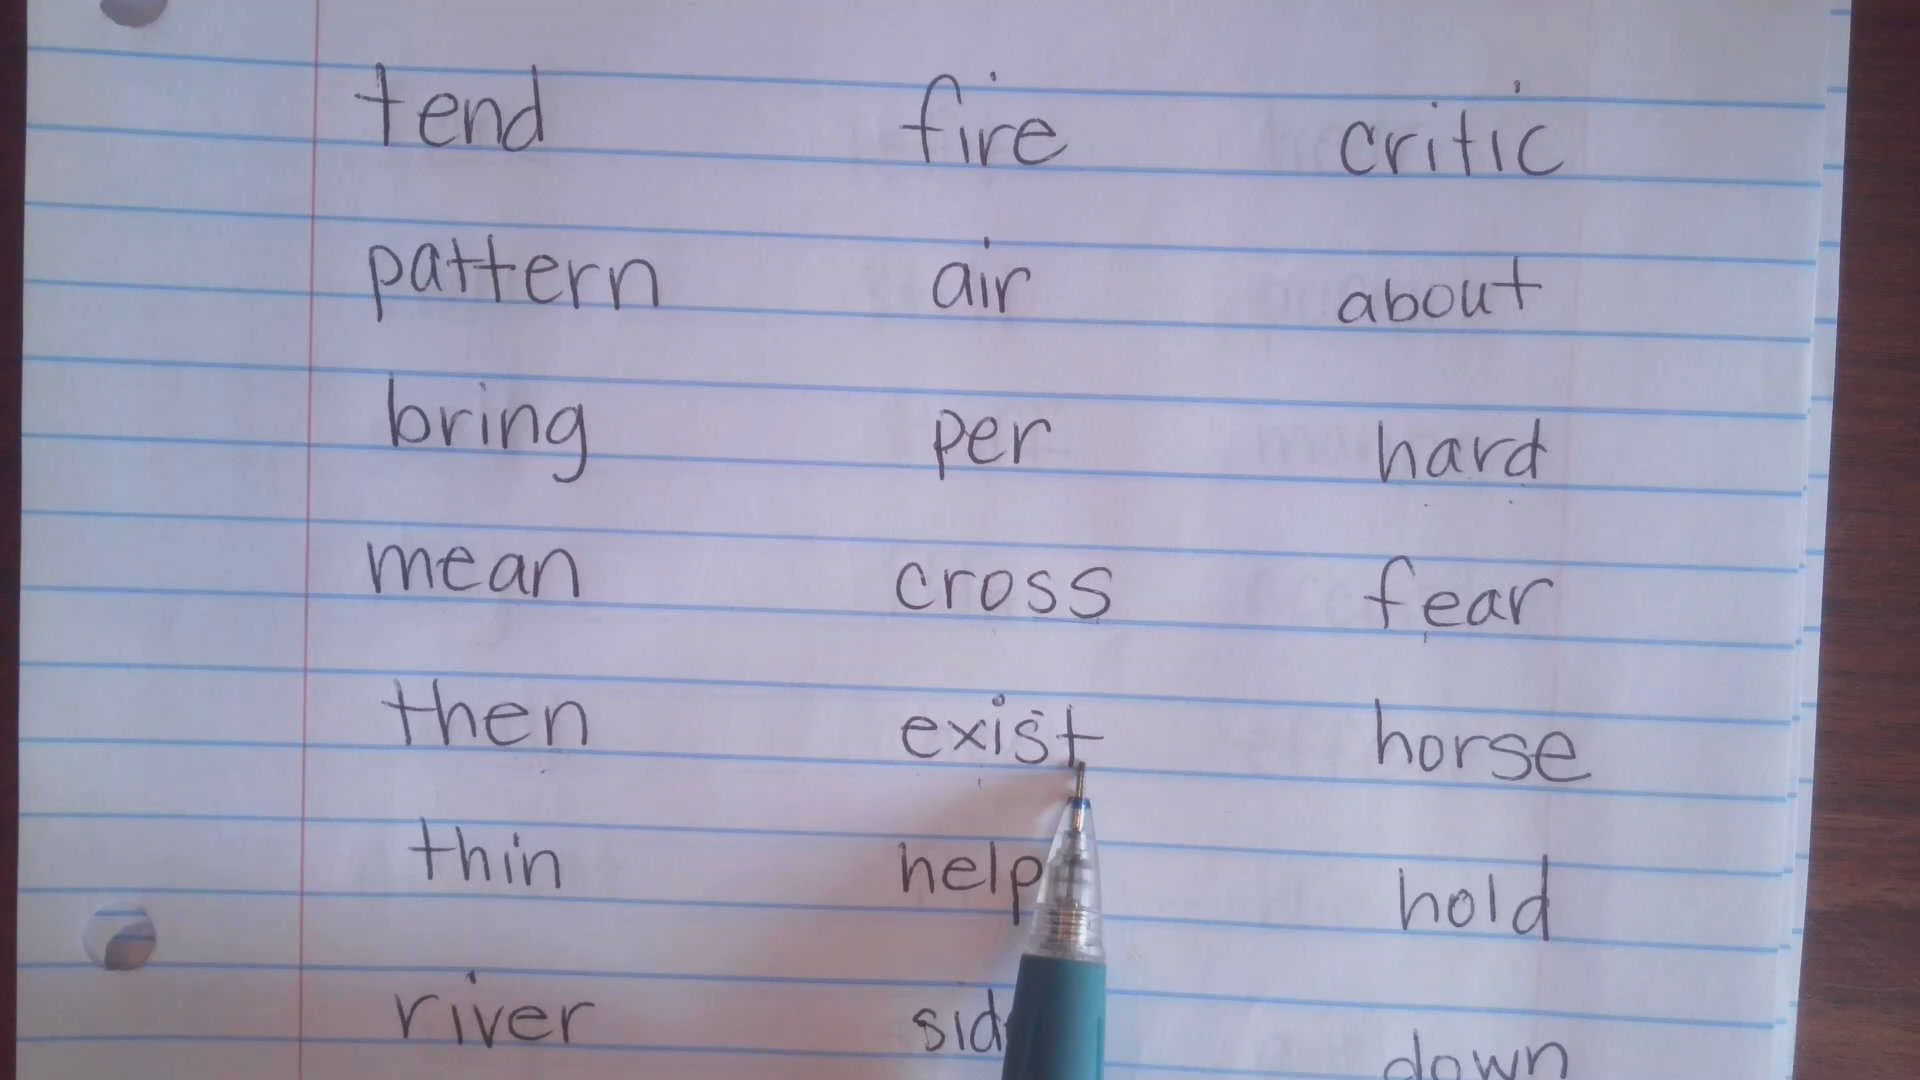 tend fire critic
pattern air about
bring per hard
mean cross fear
then exist horse
thin help hold
river down